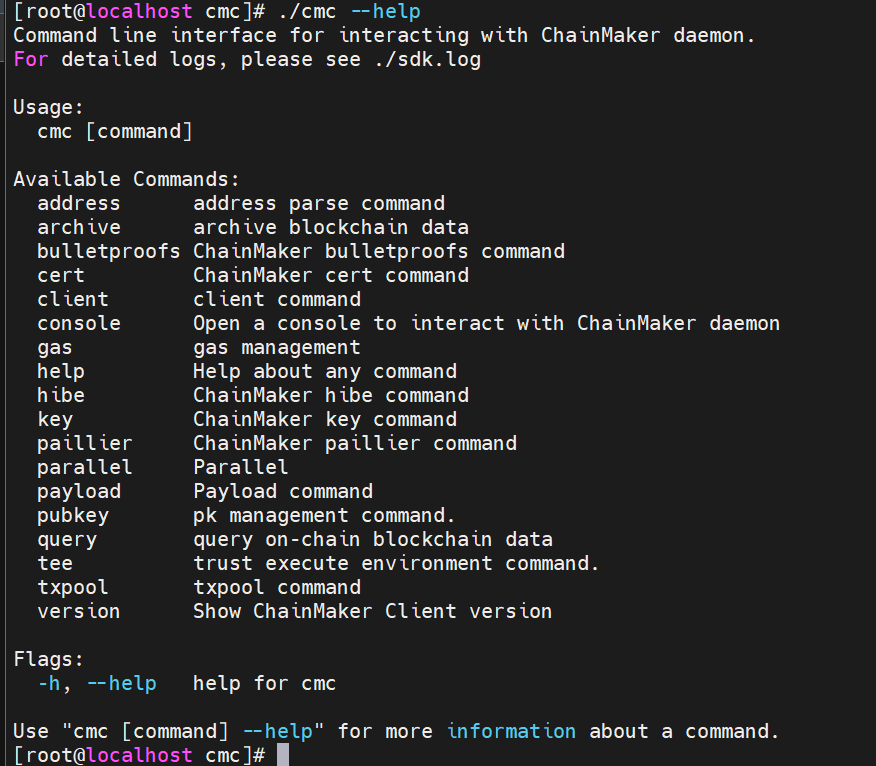 [root@localhost cmc]# ./cmc --help
Command line interface for interacting with ChainMaker daemon.
For detailed logs, please see ./sdk.log
Usage:
cmc [command]
Available Commands:
address address parse command
archive archive blockchain data
bulletproofs ChainMaker bulletproofs command
cert ChainMaker cert command
client client command
console Open a console to interact with ChainMaker daemon
gas gas management
help Help about any command
hibe ChainMaker hibe command
key ChainMaker key command
paillier ChainMaker paillier command
parallel Parallel
payload Payload command
pubkey pk management command.
query query on-chain blockchain data
tee trust execute environment command.
txpool txpool command
version Show ChainMaker Client version
Flags:
-h, --help help for cmc
Use "cmc [command] --help" for more information about a command.
[root@localhost cmc]#